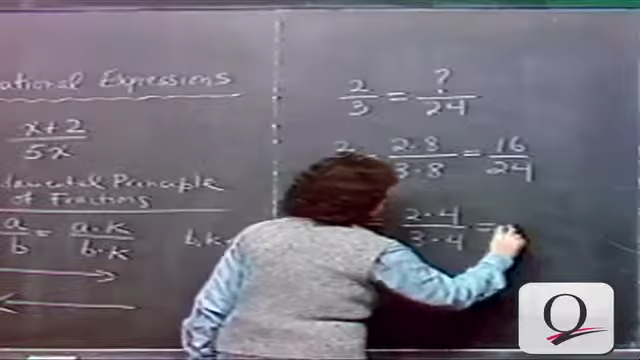 ational Expressions
x+2
5x
damental Principle
of Fractions
a/b = a·k/b·k
b,k
2/3 = ?/24
2 = 2·8/3·8 = 16/24
2·4/3·4 =
Q